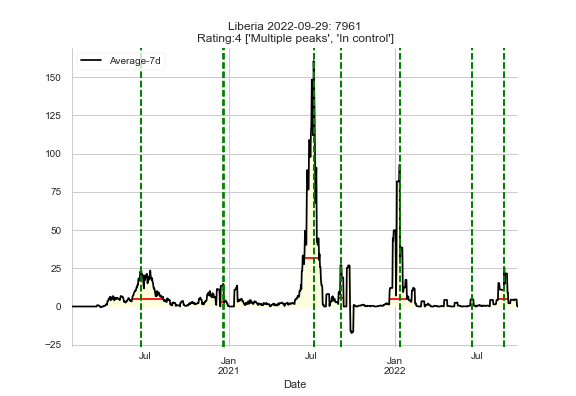 Liberia 2022-09-29: 7961
Rating:4 ['Multiple peaks', 'In control']
Average-7d
150
125
100
75
50
25
0
−25
Jul
Jan
2021
Jul
Jan
2022
Jul
Date